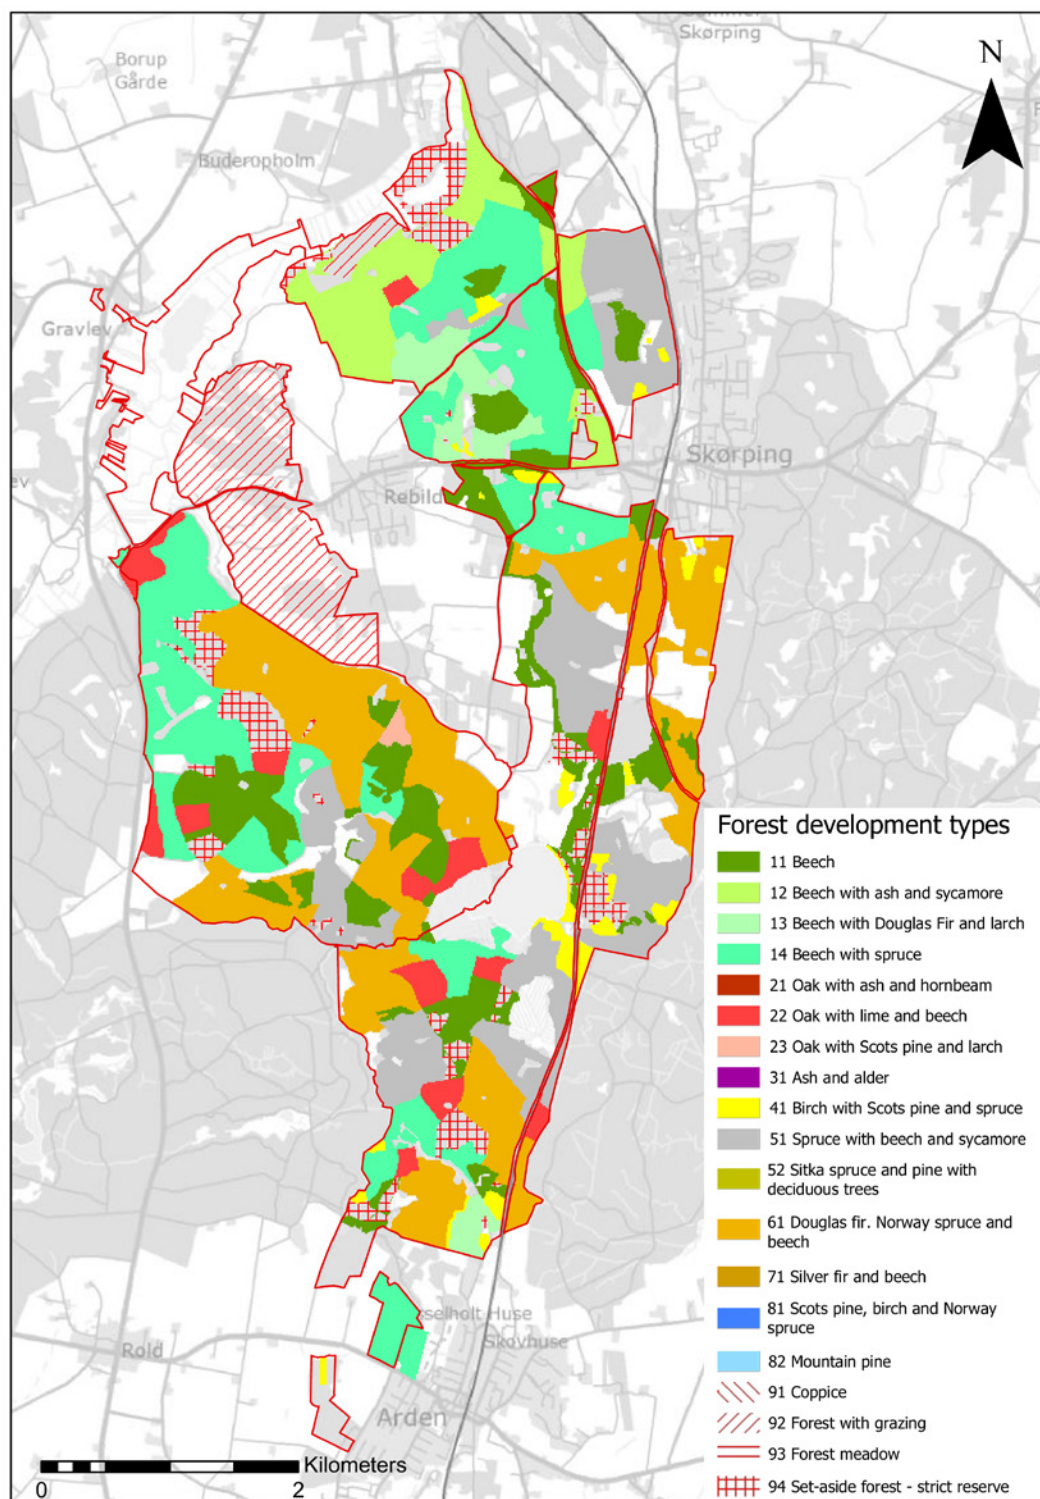 Skørping
Borup
Gårde
N
Buderopholm
Gravlev
Skørping
Rebild
Forest development types
11 Beech
12 Beech with ash and sycamore
13 Beech with Douglas Fir and larch
14 Beech with spruce
21 Oak with ash and hornbeam
22 Oak with lime and beech
23 Oak with Scots pine and larch
31 Ash and alder
41 Birch with Scots pine and spruce
51 Spruce with beech and sycamore
52 Sitka spruce and pine with
deciduous trees
61 Douglas fir. Norway spruce and
beech
71 Silver fir and beech
81 Scots pine, birch and Norway
spruce
82 Mountain pine
91 Coppice
92 Forest with grazing
93 Forest meadow
94 Set-aside forest - strict reserve
sselholt Huse
Skovhuse
Rold
Arden
Kilometers
0 2